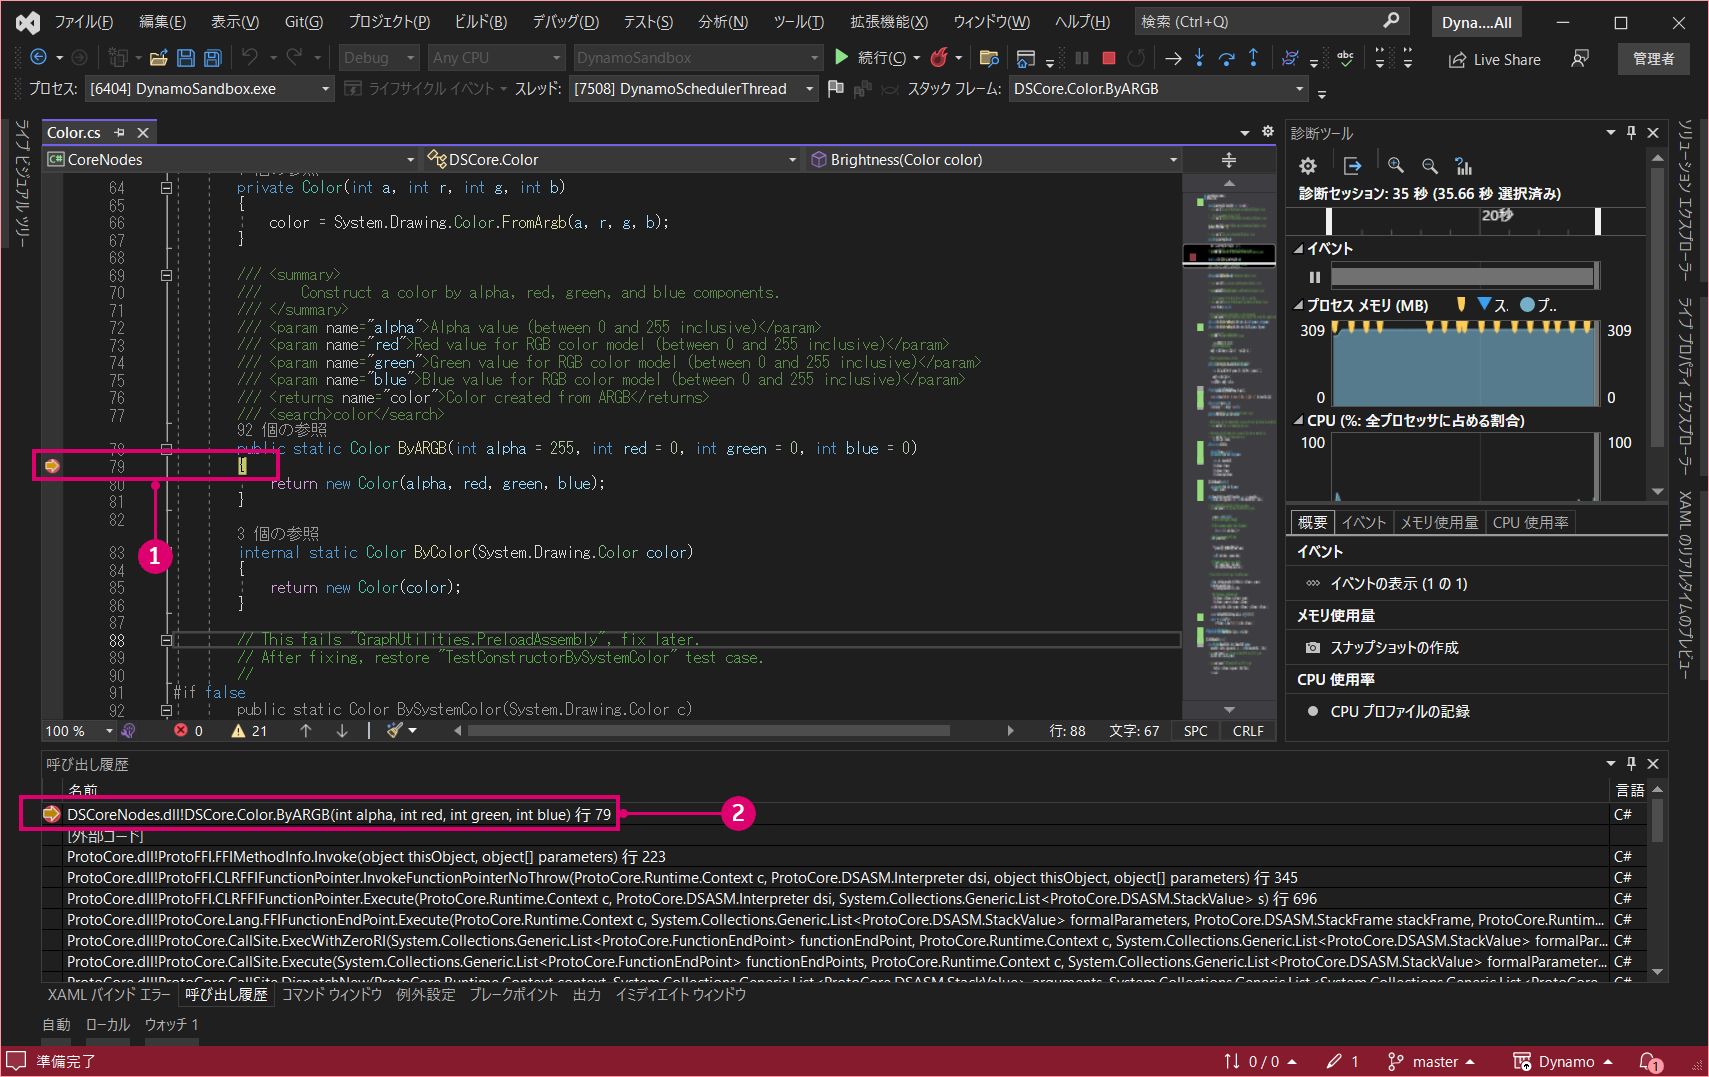 ファイル(F) 編集(E) 表示(V) Git(G) プロジェクト(P) ビルド(B) デバッグ(D) テスト(S) 分析(N) ツール(T) 拡張機能(X) ウィンドウ(W) ヘルプ(H) 検索 (Ctrl+Q) Dyna....All
Debug Any CPU DynamoSandbox 続行(C) Live Share 管理者
プロセス: [6404] DynamoSandbox.exe ライフサイクル イベント スレッド: [7508] DynamoSchedulerThread スタック フレーム: DSCore.Color.ByARGB
ライブ ビジュアル ツリー
Color.cs
CoreNodes DSCore.Color Brightness(Color color)
64 private Color(int a, int r, int g, int b)
65 {
66 color = System.Drawing.Color.FromArgb(a, r, g, b);
67 }
68
69 /// <summary>
70 /// Construct a color by alpha, red, green, and blue components.
71 /// </summary>
72 /// <param name="alpha">Alpha value (between 0 and 255 inclusive)</param>
73 /// <param name="red">Red value for RGB color model (between 0 and 255 inclusive)</param>
74 /// <param name="green">Green value for RGB color model (between 0 and 255 inclusive)</param>
75 /// <param name="blue">Blue value for RGB color model (between 0 and 255 inclusive)</param>
76 /// <returns name="color">Color created from ARGB</returns>
77 /// <search>color</search>
92 個の参照
78 public static Color ByARGB(int alpha = 255, int red = 0, int green = 0, int blue = 0)
79 {
80 return new Color(alpha, red, green, blue);
81 }
82
3 個の参照
83 internal static Color ByColor(System.Drawing.Color color)
84 {
85 return new Color(color);
86 }
87
88 // This fails "GraphUtilities.PreloadAssembly", fix later.
89 // After fixing, restore "TestConstructorBySystemColor" test case.
90 //
91 #if false
92 public static Color BySystemColor(System.Drawing.Color c)
1
100 % 0 21 行: 88 文字: 67 SPC CRLF
診断ツール
診断セッション: 35 秒 (35.66 秒 選択済み)
20秒
イベント
プロセス メモリ (MB) ス. プ..
309 309
0 0
CPU (%: 全プロセッサに占める割合)
100 100
概要 イベント メモリ使用量 CPU 使用率
イベント
イベントの表示 (1 の 1)
メモリ使用量
スナップショットの作成
CPU 使用率
CPU プロファイルの記録
ソリューション エクスプローラー
ライブ プロパティ エクスプローラー
XAML のリアルタイムのプレビュー
呼び出し履歴
名前 言語
DSCoreNodes.dll!DSCore.Color.ByARGB(int alpha, int red, int green, int blue) 行 79 C#
2
[外部コード]
ProtoCore.dll!ProtoFFI.FFIMethodInfo.Invoke(object thisObject, object[] parameters) 行 223 C#
ProtoCore.dll!ProtoFFI.CLRFFIFunctionPointer.InvokeFunctionPointerNoThrow(ProtoCore.Runtime.Context c, ProtoCore.DSASM.Interpreter dsi, object thisObject, object[] parameters) 行 345 C#
ProtoCore.dll!ProtoFFI.CLRFFIFunctionPointer.Execute(ProtoCore.Runtime.Context c, ProtoCore.DSASM.Interpreter dsi, System.Collections.Generic.List<ProtoCore.DSASM.StackValue> s) 行 696 C#
ProtoCore.dll!ProtoCore.Lang.FFIFunctionEndPoint.Execute(ProtoCore.Runtime.Context c, System.Collections.Generic.List<ProtoCore.DSASM.StackValue> formalParameters, ProtoCore.DSASM.StackFrame stackFrame, ProtoCore.Runtim... C#
ProtoCore.dll!ProtoCore.CallSite.ExecWithZeroRI(System.Collections.Generic.List<ProtoCore.FunctionEndPoint> functionEndPoint, ProtoCore.Runtime.Context c, System.Collections.Generic.List<ProtoCore.DSASM.StackValue> formalPar... C#
ProtoCore.dll!ProtoCore.CallSite.Execute(System.Collections.Generic.List<ProtoCore.FunctionEndPoint> functionEndPoints, ProtoCore.Runtime.Context c, System.Collections.Generic.List<ProtoCore.DSASM.StackValue> formalParameter... C#
XAML バインド エラー 呼び出し履歴 コマンド ウィンドウ 例外設定 ブレークポイント 出力 イミディエイト ウィンドウ
自動 ローカル ウォッチ 1
準備完了 0 / 0 1 master Dynamo 1